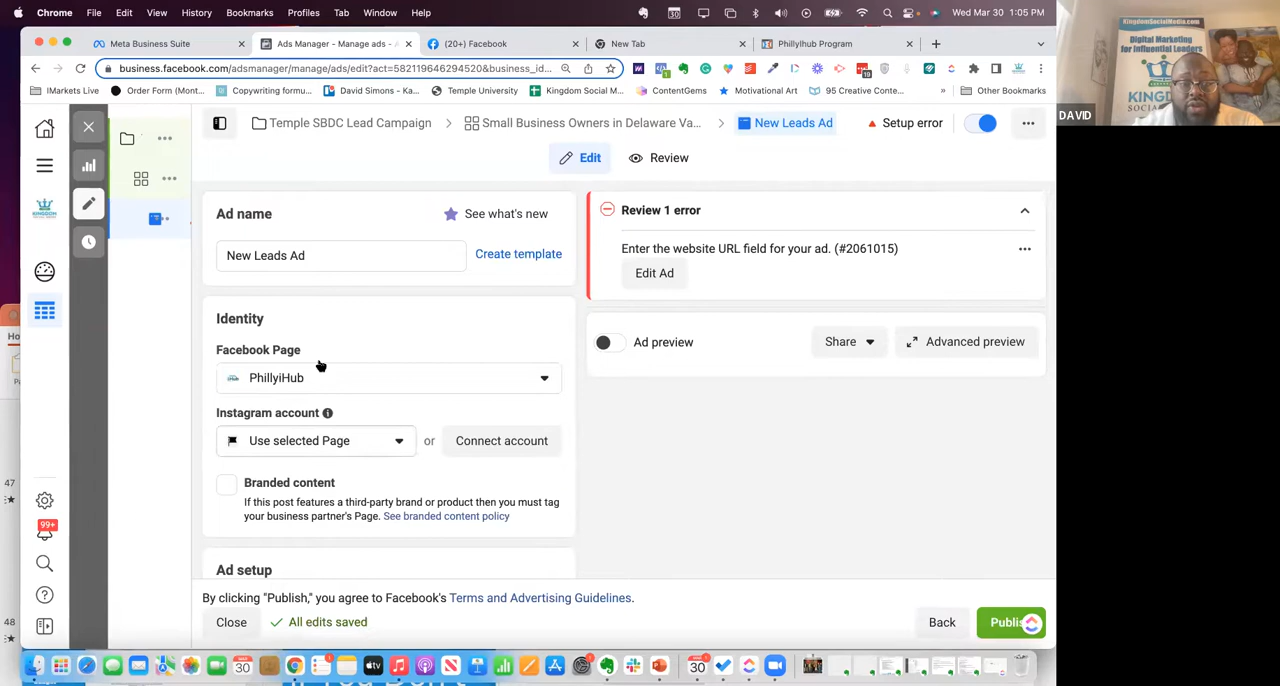 Chrome File Edit View History Bookmarks Profiles Tab Window Help Wed Mar 30 1:05 PM
Meta Business Suite
Ads Manager - Manage ads -
(20+) Facebook
New Tab
PhillyIhub Program
business.facebook.com/adsmanager/manage/ads/edit?act=582119646294520&business_id...
IMarkets Live
Order Form (Mont...
Copywriting formu...
David Simons - Ka...
Temple University
Kingdom Social M...
ContentGems
Motivational Art
95 Creative Conte...
»
Other Bookmarks
Temple SBDC Lead Campaign > Small Business Owners in Delaware Va... > New Leads Ad
Setup error
Edit
Review
Ad name
See what's new
New Leads Ad
Create template
Identity
Facebook Page
PhillyiHub
Instagram account
Use selected Page
or
Connect account
Branded content
If this post features a third-party brand or product then you must tag
your business partner's Page. See branded content policy
Ad setup
Review 1 error
Enter the website URL field for your ad. (#2061015)
Edit Ad
Ad preview
Share
Advanced preview
By clicking "Publish," you agree to Facebook's Terms and Advertising Guidelines.
Close
All edits saved
Back
Publis
99+
47
48
Ho
KINGDOM
KingdomSocialMedia.com
Digital Marketing
for Influential Leaders
DAVID